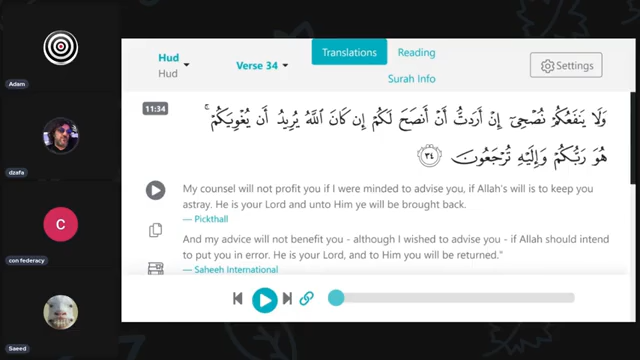 Adam
dzafa
C
con federacy
Saeed
Hud
Hud
Verse 34
Translations
Reading
Surah Info
Settings
11:34
وَلَا يَنفَعُكُمْ نُصْحِىٓ إِنْ أَرَدتُّ أَنْ أَنصَحَ لَكُمْ إِن كَانَ ٱللَّهُ يُرِيدُ أَن يُغْوِيَكُمْ ۚ
هُوَ رَبُّكُمْ وَإِلَيْهِ تُرْجَعُونَ ٣٤
My counsel will not profit you if I were minded to advise you, if Allah's will is to keep you
astray. He is your Lord and unto Him ye will be brought back.
— Pickthall
And my advice will not benefit you - although I wished to advise you - if Allah should intend
to put you in error. He is your Lord, and to Him you will be returned."
— Saheeh International